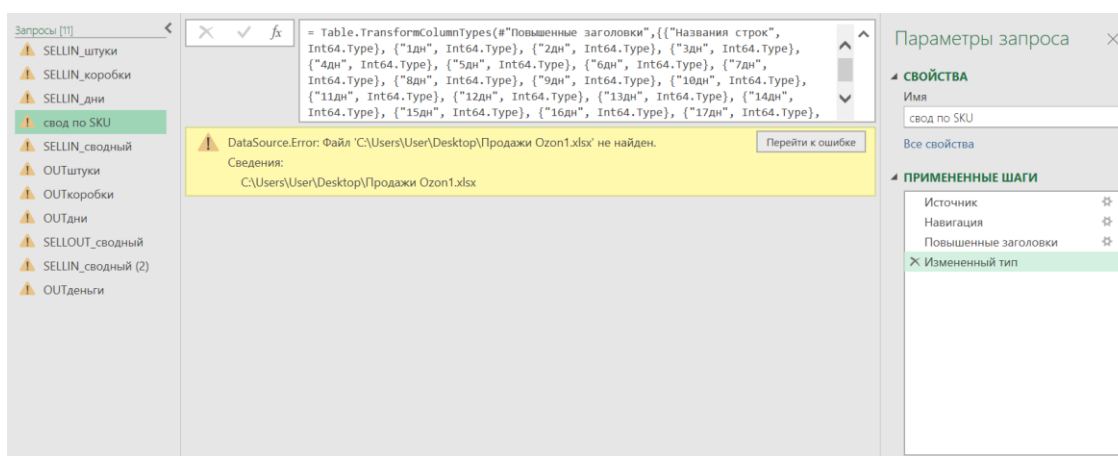 Запросы [11]
SELLIN_штуки
SELLIN_коробки
SELLIN_дни
свод по SKU
SELLIN_сводный
OUTштуки
OUTкоробки
OUTдни
SELLOUT_сводный
SELLIN_сводный (2)
OUTденьги
fx
= Table.TransformColumnTypes(#"Повышенные заголовки",{{"Названия строк",
Int64.Type}, {"1дн", Int64.Type}, {"2дн", Int64.Type}, {"3дн", Int64.Type},
{"4дн", Int64.Type}, {"5дн", Int64.Type}, {"6дн", Int64.Type}, {"7дн",
Int64.Type}, {"8дн", Int64.Type}, {"9дн", Int64.Type}, {"10дн", Int64.Type},
{"11дн", Int64.Type}, {"12дн", Int64.Type}, {"13дн", Int64.Type}, {"14дн",
Int64.Type}, {"15дн", Int64.Type}, {"16дн", Int64.Type}, {"17дн", Int64.Type},
DataSource.Error: Файл 'C:\Users\User\Desktop\Продажи Ozon1.xlsx' не найден.
Перейти к ошибке
Сведения:
C:\Users\User\Desktop\Продажи Ozon1.xlsx
Параметры запроса
СВОЙСТВА
Имя
свод по SKU
Все свойства
ПРИМЕНЕННЫЕ ШАГИ
Источник
Навигация
Повышенные заголовки
Измененный тип